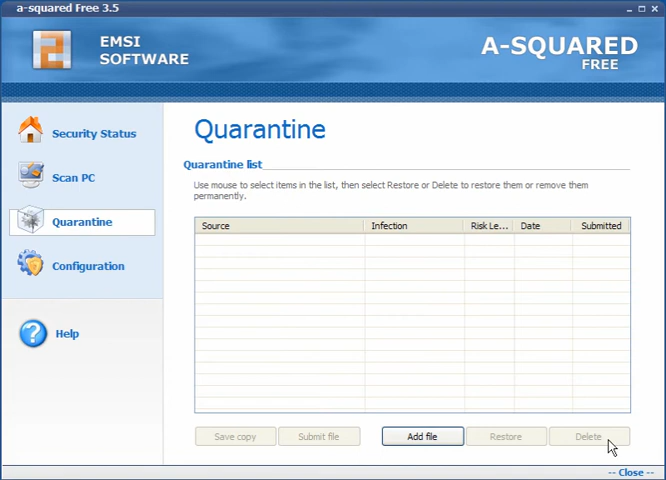 a-squared Free 3.5
EMSI
SOFTWARE
A-SQUARED
FREE
Security Status
Scan PC
Quarantine
Configuration
Help
Quarantine
Quarantine list
Use mouse to select items in the list, then select Restore or Delete to restore them or remove them
permanently.
Source Infection Risk Le... Date Submitted
Save copy Submit file Add file Restore Delete
-- Close --